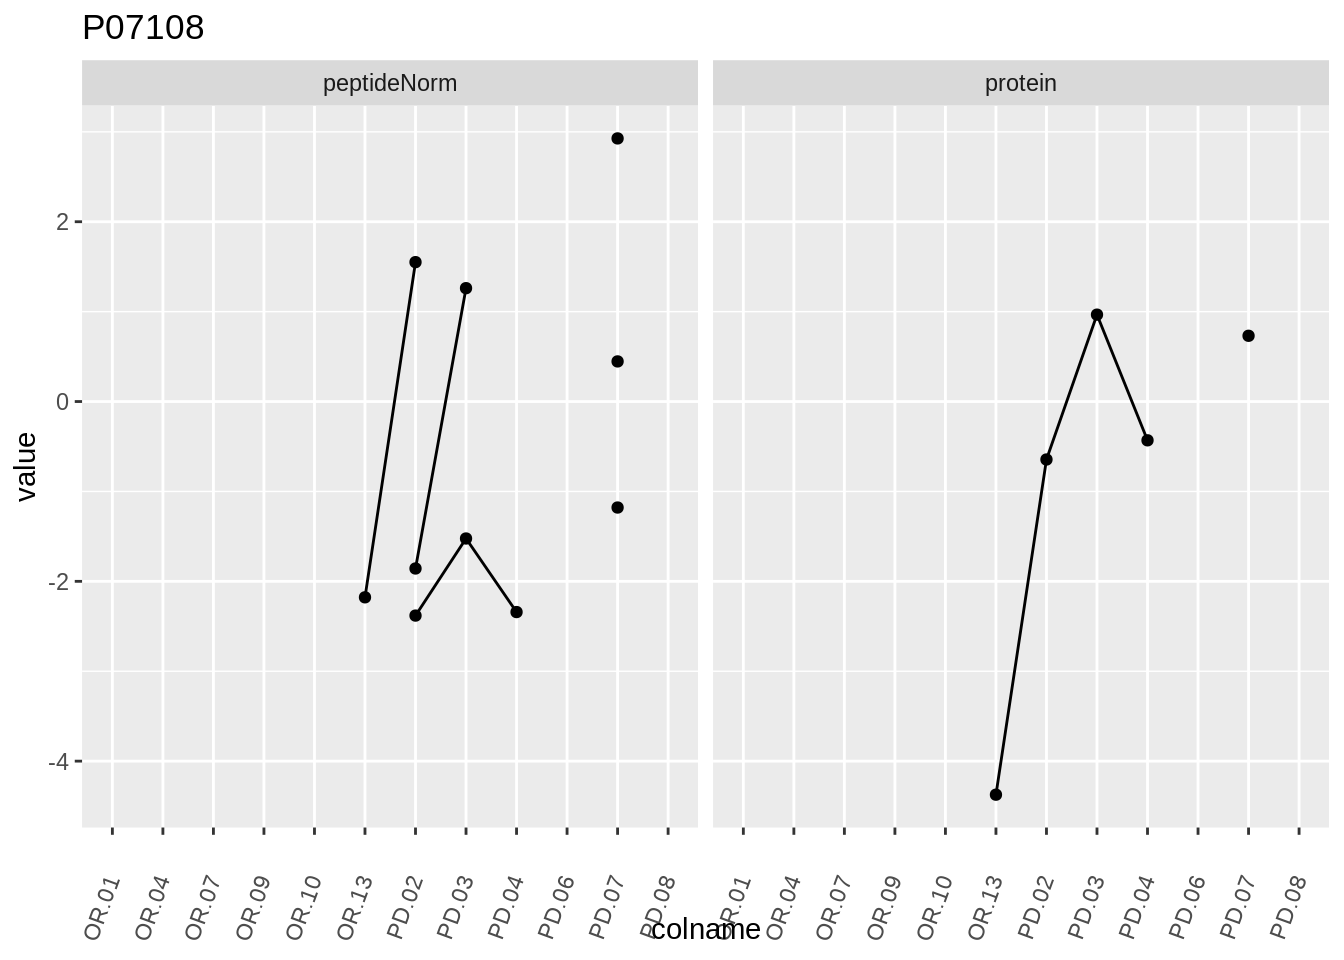 P07108
peptideNorm
protein
value
2
0
-2
-4
OR.01 OR.04 OR.07 OR.09 OR.10 OR.13 PD.02 PD.03 PD.04 PD.06 PD.07 PD.08
OR.01 OR.04 OR.07 OR.09 OR.10 OR.13 PD.02 PD.03 PD.04 PD.06 PD.07 PD.08
colname